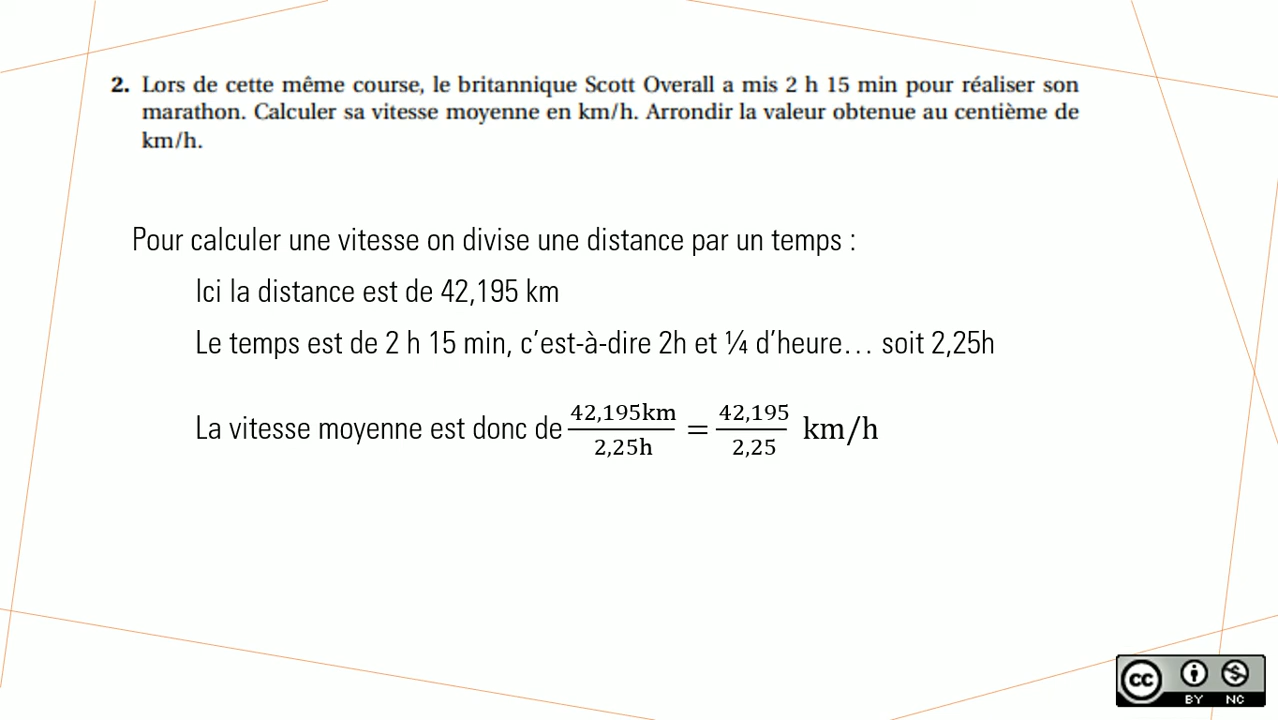 2. Lors de cette même course, le britannique Scott Overall a mis 2 h 15 min pour réaliser son
marathon. Calculer sa vitesse moyenne en km/h. Arrondir la valeur obtenue au centième de
km/h.
Pour calculer une vitesse on divise une distance par un temps :
Ici la distance est de 42,195 km
Le temps est de 2 h 15 min, c’est-à-dire 2h et ¼ d’heure… soit 2,25h
La vitesse moyenne est donc de 42,195km/2,25h = 42,195/2,25 km/h
cc BY NC